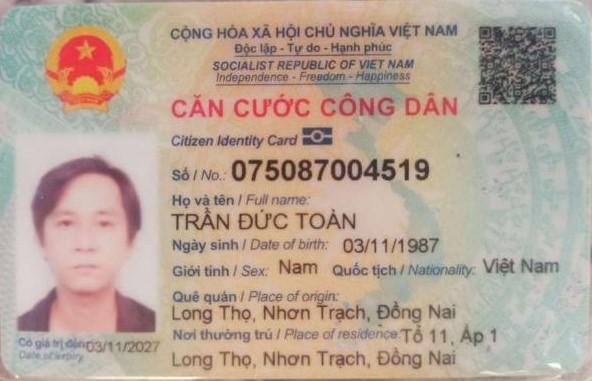 CỘNG HÒA XÃ HỘI CHỦ NGHĨA VIỆT NAM
Độc lập - Tự do - Hạnh phúc
SOCIALIST REPUBLIC OF VIET NAM
Independence - Freedom - Happiness
CĂN CƯỚC CÔNG DÂN
Citizen Identity Card
Số / No.: 075087004519
Họ và tên / Full name:
TRẦN ĐỨC TOÀN
Ngày sinh / Date of birth: 03/11/1987
Giới tính / Sex: Nam Quốc tịch / Nationality: Việt Nam
Quê quán / Place of origin:
Long Thọ, Nhơn Trạch, Đồng Nai
Nơi thường trú / Place of residence: Tổ 11, Ấp 1
Long Thọ, Nhơn Trạch, Đồng Nai
Có giá trị đến: 03/11/2027
Date of expiry